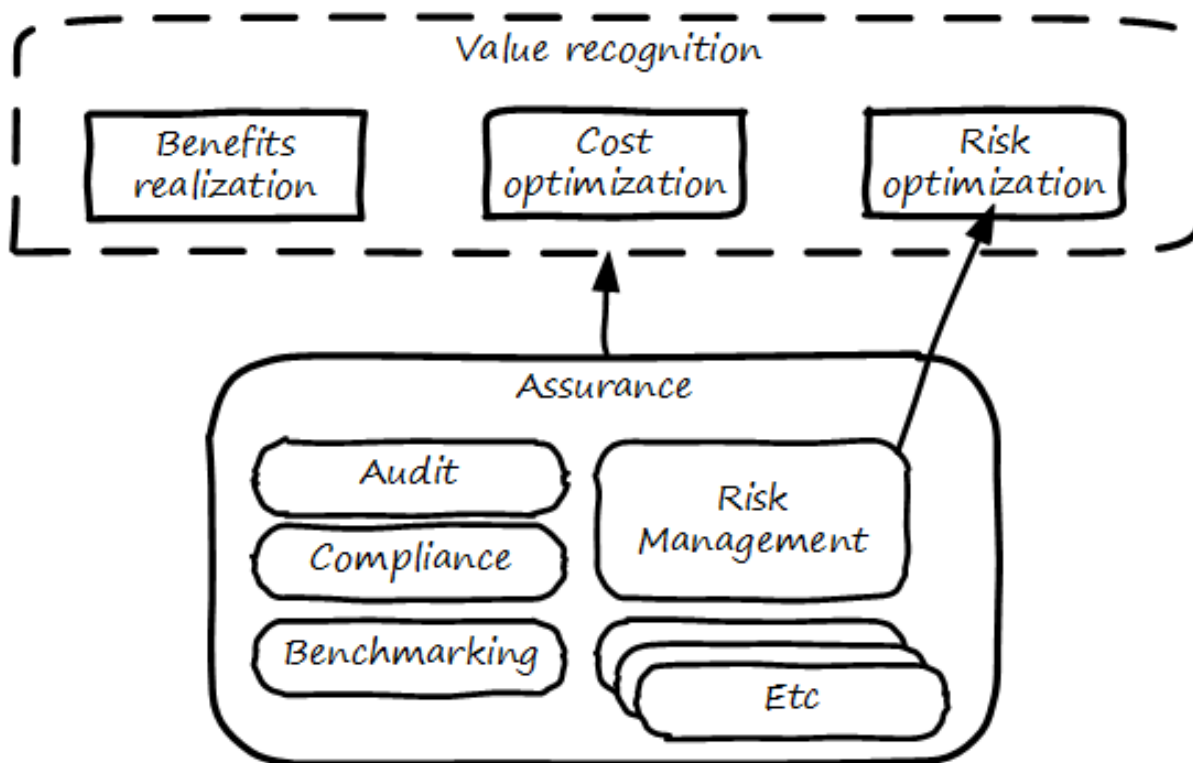 Value recognition
Benefits
realization
Cost
optimization
Risk
optimization
Assurance
Audit
Compliance
Benchmarking
Risk
Management
Etc